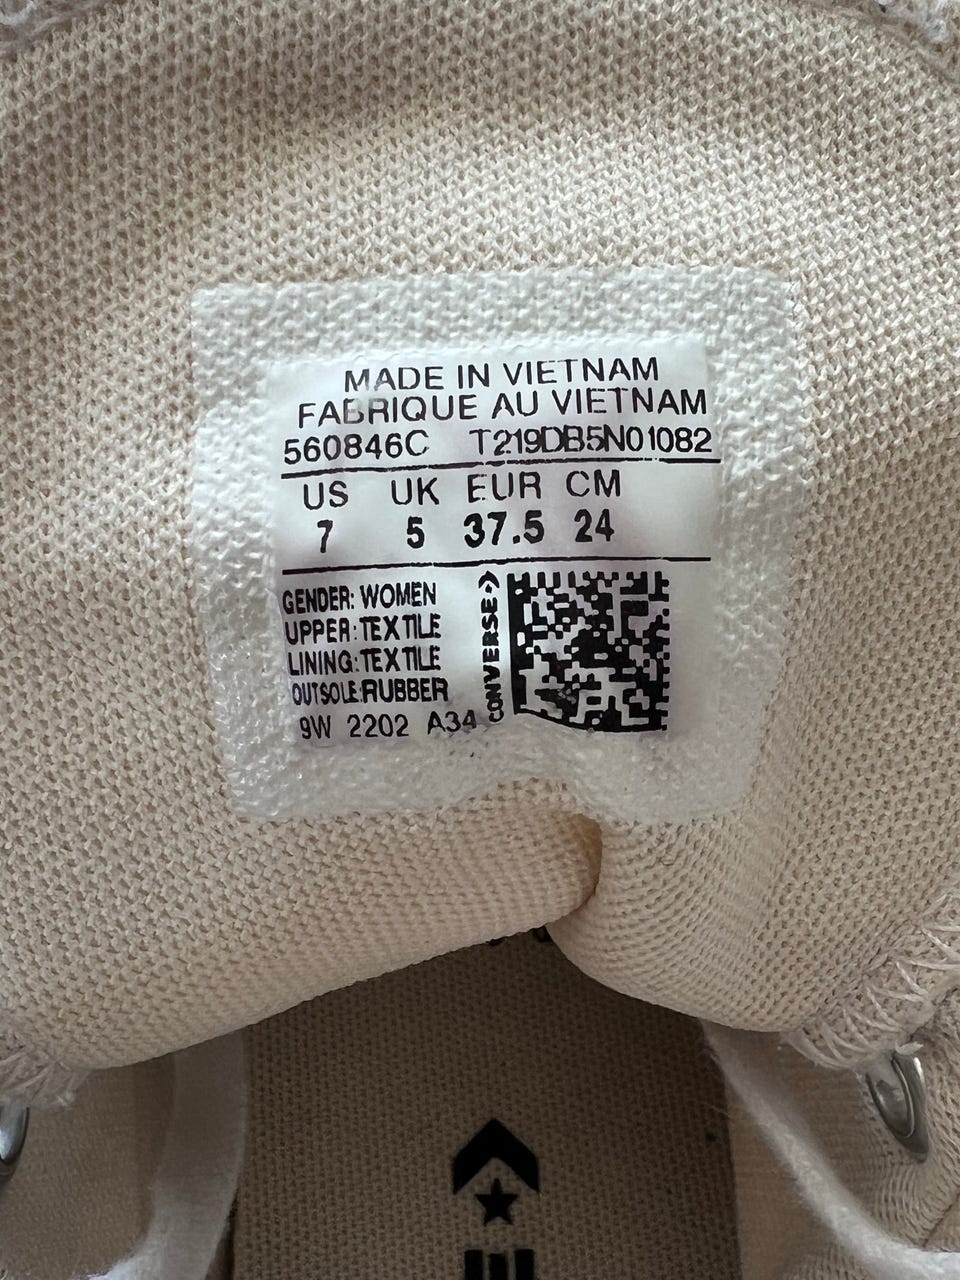 MADE IN VIETNAM
FABRIQUE AU VIETNAM
560846C T219DB5N01082
US UK EUR CM
7 5 37.5 24
GENDER: WOMEN
UPPER:TEXTILE
LINING:TEXTILE
OUTSOLE:RUBBER
9W 2202 A34
CONVERSE